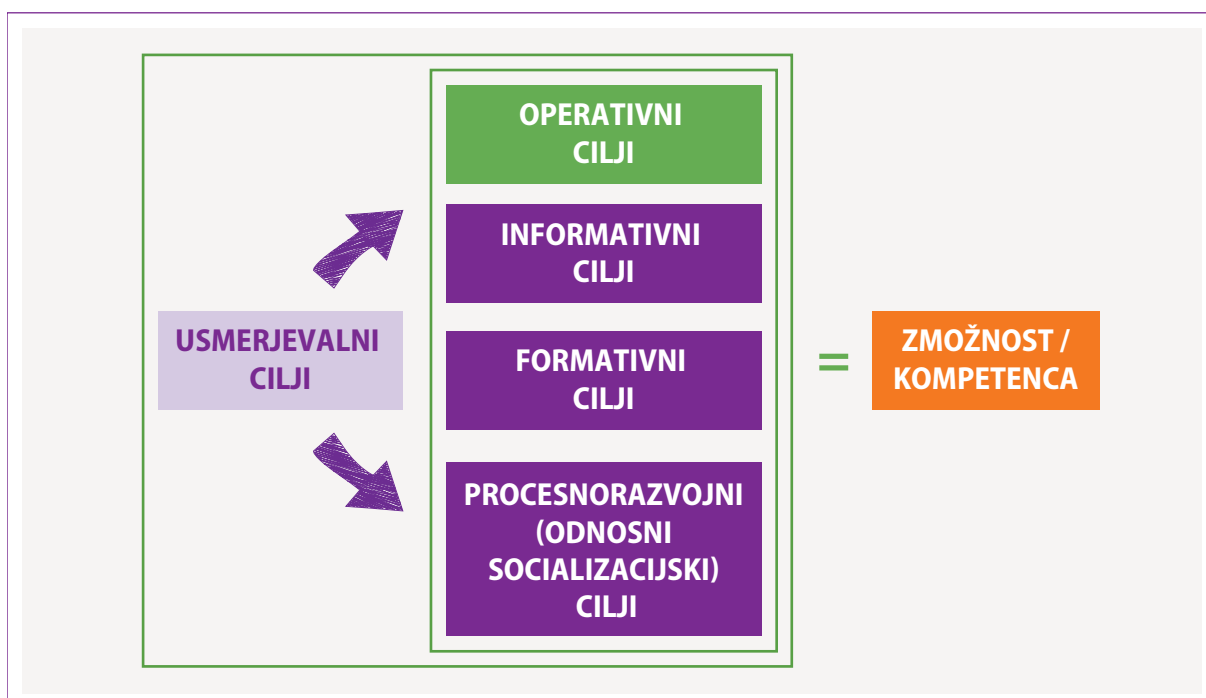 OPERATIVNI
CILJI
INFORMATIVNI
CILJI
USMERJEVALNI
CILJI
FORMATIVNI
CILJI
=
ZMOŽNOST /
KOMPETENCA
PROCESNORAZVOJNI
(ODNOSNI
SOCIALIZACIJSKI)
CILJI